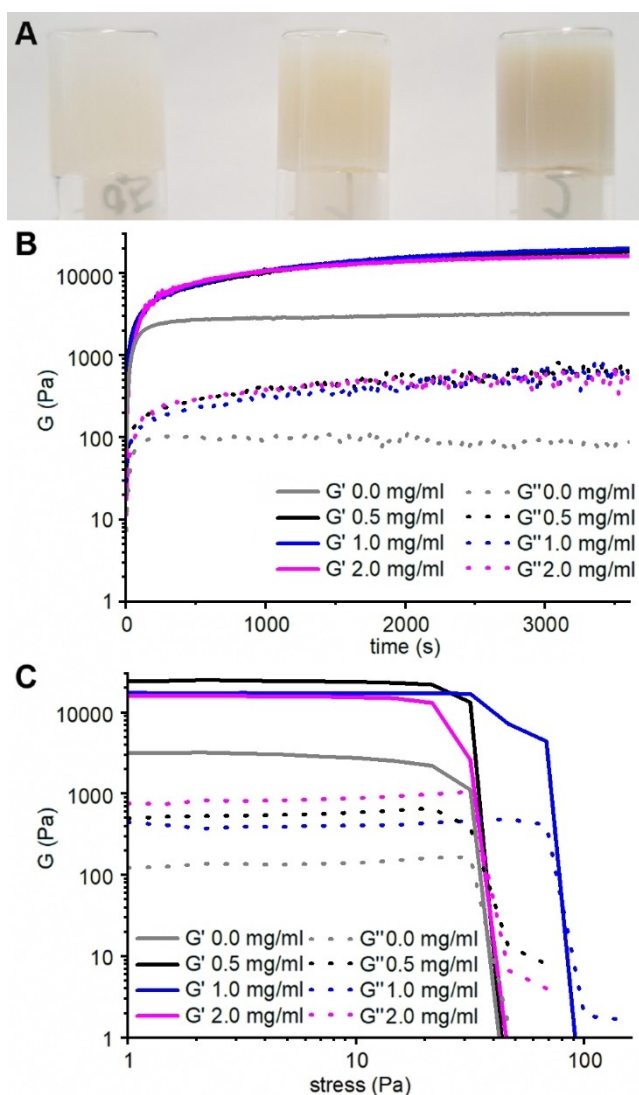 A
B
10000
1000
100
10
1
G (Pa)
G' 0.0 mg/ml G'' 0.0 mg/ml
G' 0.5 mg/ml G'' 0.5 mg/ml
G' 1.0 mg/ml G'' 1.0 mg/ml
G' 2.0 mg/ml G'' 2.0 mg/ml
0 1000 2000 3000
time (s)
C
10000
1000
100
10
1
G (Pa)
G' 0.0 mg/ml G'' 0.0 mg/ml
G' 0.5 mg/ml G'' 0.5 mg/ml
G' 1.0 mg/ml G'' 1.0 mg/ml
G' 2.0 mg/ml G'' 2.0 mg/ml
1 10 100
stress (Pa)